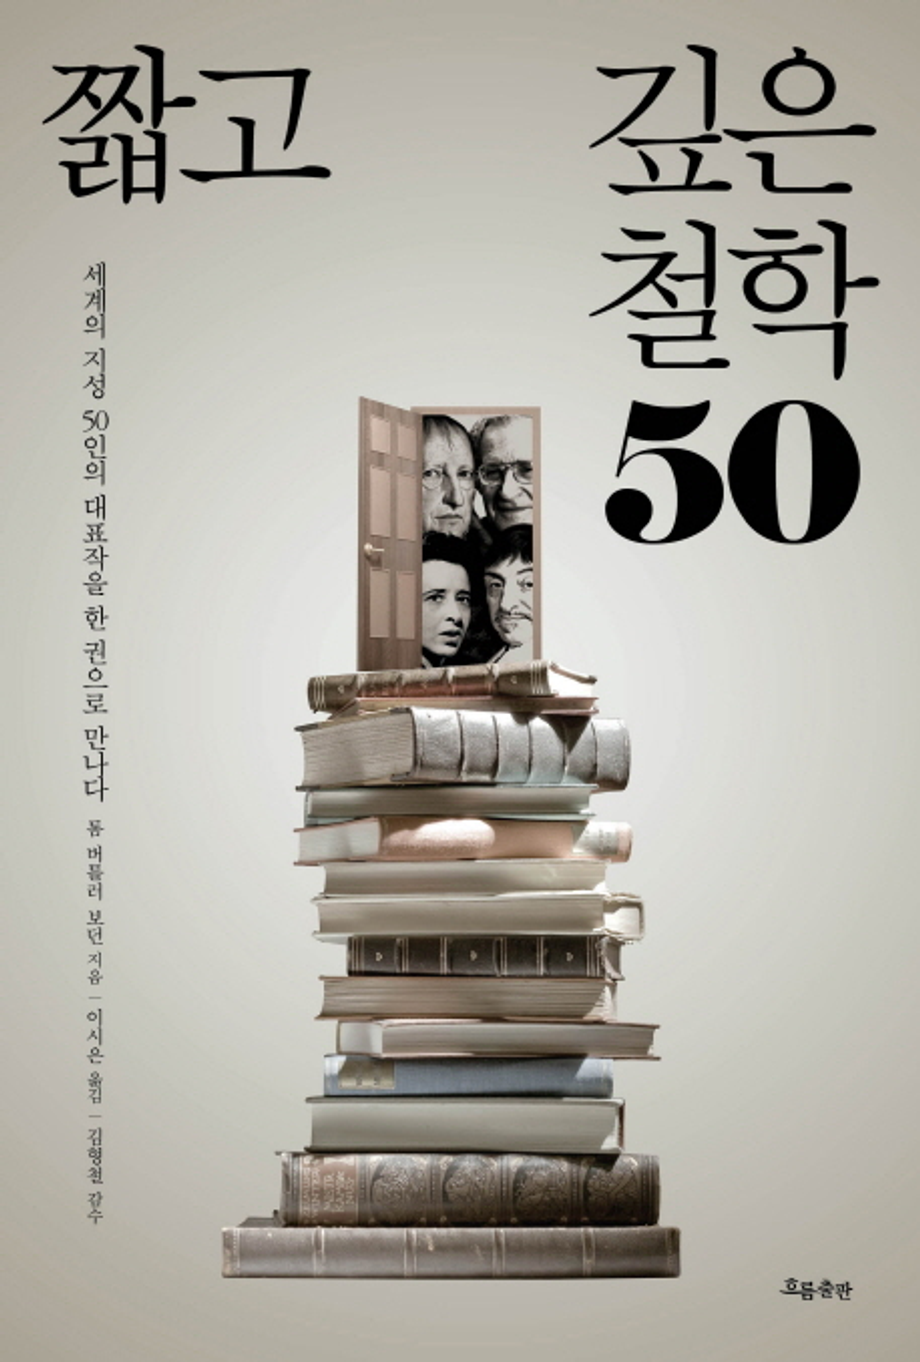 짧고
깊은
철학
50
세계의 지성 50인의 대표작을 한 권으로 만나다
톰 버틀러 보던 지음 | 이시은 옮김 | 김형철 감수
흐름출판